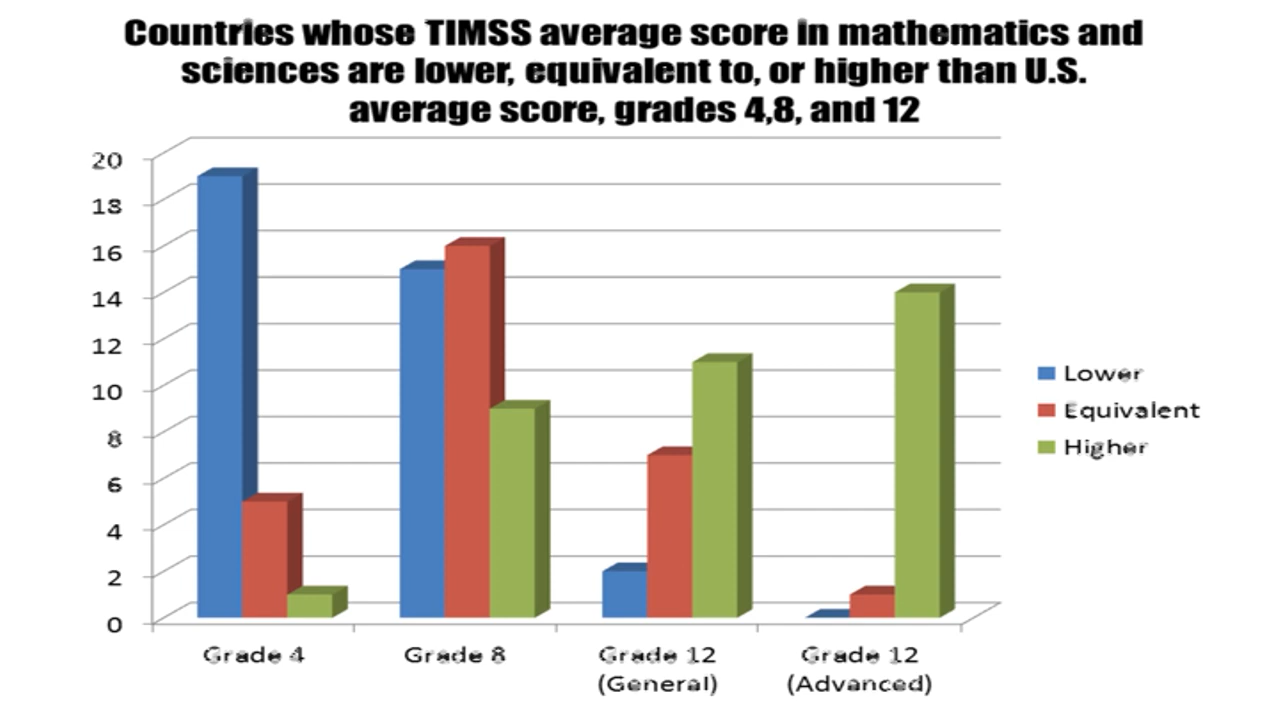 Countries whose TIMSS average score in mathematics and
sciences are lower, equivalent to, or higher than U.S.
average score, grades 4,8, and 12
20
18
16
14
12
10
8
6
4
2
0
Grade 4
Grade 8
Grade 12
(General)
Grade 12
(Advanced)
Lower
Equivalent
Higher